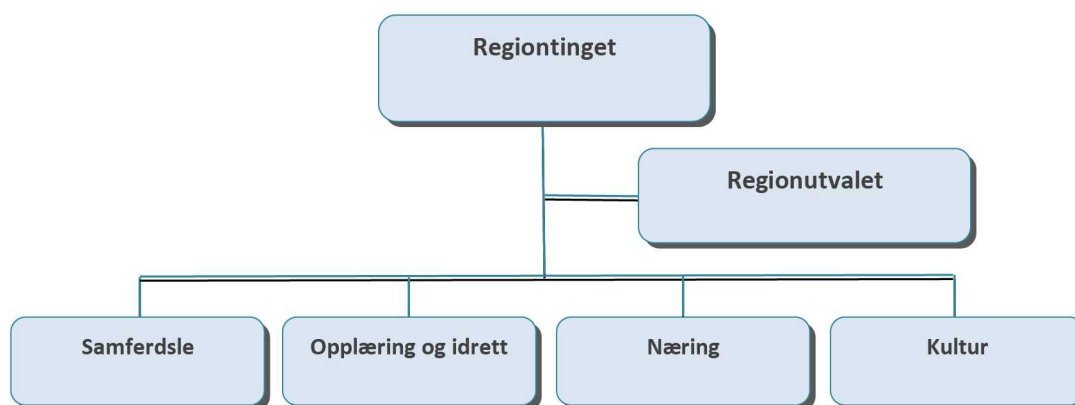 Regiontinget
Regionutvalet
Samferdsle
Opplæring og idrett
Næring
Kultur